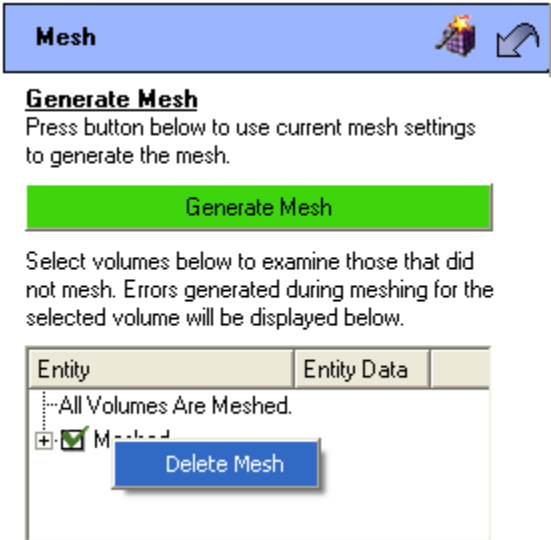 Mesh
Generate Mesh
Press button below to use current mesh settings
to generate the mesh.
Generate Mesh
Select volumes below to examine those that did
not mesh. Errors generated during meshing for the
selected volume will be displayed below.
Entity Entity Data
All Volumes Are Meshed.
Meshed
Delete Mesh